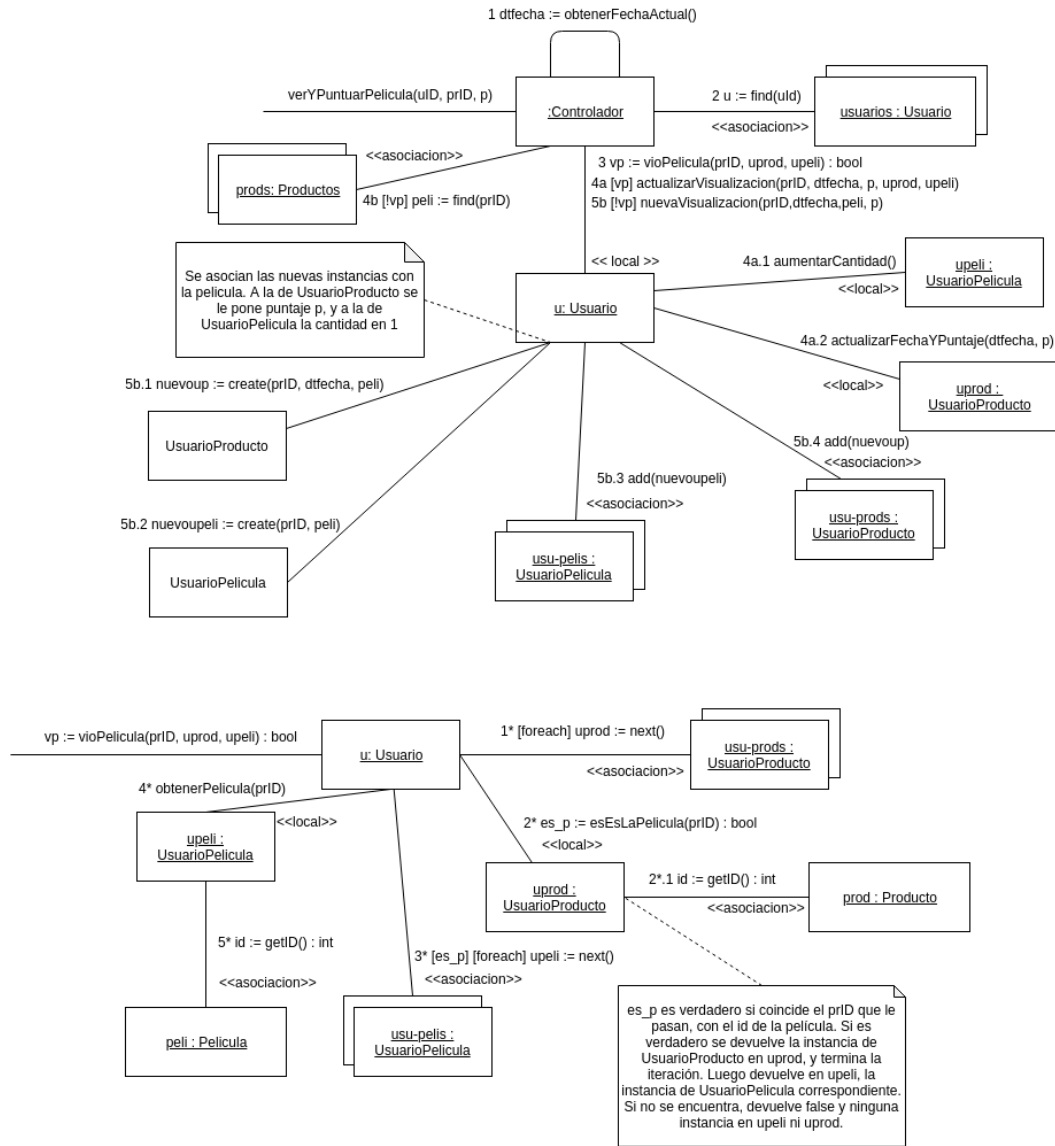 1 dtfecha := obtenerFechaActual()
verYPuntuarPelicula(uID, prID, p)
:Controlador
2 u := find(uId)
<<asociacion>>
usuarios : Usuario
<<asociacion>>
prods: Productos
4b [!vp] peli := find(prID)
3 vp := vioPelicula(prID, uprod, upeli) : bool
4a [vp] actualizarVisualizacion(prID, dtfecha, p, uprod, upeli)
5b [!vp] nuevaVisualizacion(prID,dtfecha,peli, p)
Se asocian las nuevas instancias con
la pelicula. A la de UsuarioProducto se
le pone puntaje p, y a la de
UsuarioPelicula la cantidad en 1
<< local >>
u: Usuario
4a.1 aumentarCantidad()
<<local>>
upeli :
UsuarioPelicula
4a.2 actualizarFechaYPuntaje(dtfecha, p)
<<local>>
uprod :
UsuarioProducto
5b.1 nuevoup := create(prID, dtfecha, peli)
UsuarioProducto
5b.4 add(nuevoup)
<<asociacion>>
usu-prods :
UsuarioProducto
5b.3 add(nuevoupeli)
<<asociacion>>
usu-pelis :
UsuarioPelicula
5b.2 nuevoupeli := create(prID, peli)
UsuarioPelicula
vp := vioPelicula(prID, uprod, upeli) : bool
u: Usuario
1* [foreach] uprod := next()
<<asociacion>>
usu-prods :
UsuarioProducto
4* obtenerPelicula(prID)
<<local>>
upeli :
UsuarioPelicula
2* es_p := esEsLaPelicula(prID) : bool
<<local>>
uprod :
UsuarioProducto
2*.1 id := getID() : int
<<asociacion>>
prod : Producto
5* id := getID() : int
<<asociacion>>
peli : Pelicula
3* [es_p] [foreach] upeli := next()
<<asociacion>>
usu-pelis :
UsuarioPelicula
es_p es verdadero si coincide el prID que le
pasan, con el id de la película. Si es
verdadero se devuelve la instancia de
UsuarioProducto en uprod, y termina la
iteración. Luego devuelve en upeli, la
instancia de UsuarioPelicula correspondiente.
Si no se encuentra, devuelve false y ninguna
instancia en upeli ni uprod.